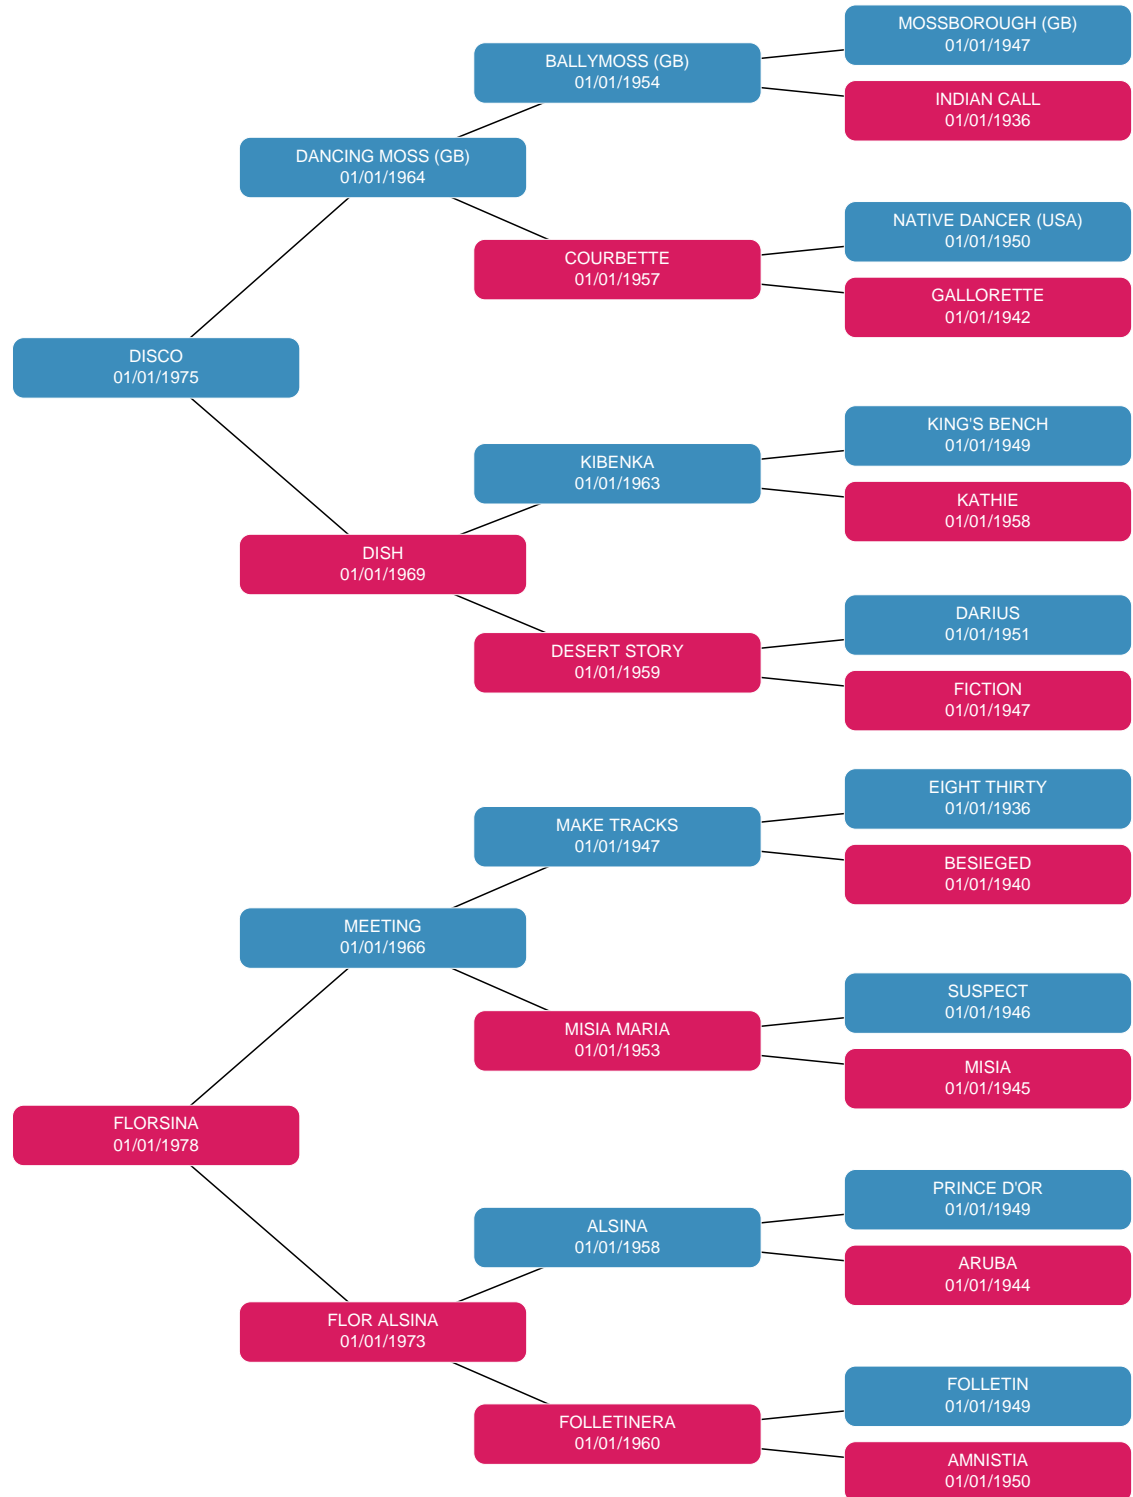 MOSSBOROUGH (GB)
01/01/1947
BALLYMOSS (GB)
01/01/1954
INDIAN CALL
01/01/1936
DANCING MOSS (GB)
01/01/1964
NATIVE DANCER (USA)
01/01/1950
COURBETTE
01/01/1957
GALLORETTE
01/01/1942
DISCO
01/01/1975
KING'S BENCH
01/01/1949
KIBENKA
01/01/1963
KATHIE
01/01/1958
DISH
01/01/1969
DARIUS
01/01/1951
DESERT STORY
01/01/1959
FICTION
01/01/1947
EIGHT THIRTY
01/01/1936
MAKE TRACKS
01/01/1947
BESIEGED
01/01/1940
MEETING
01/01/1966
SUSPECT
01/01/1946
MISIA MARIA
01/01/1953
MISIA
01/01/1945
FLORSINA
01/01/1978
PRINCE D'OR
01/01/1949
ALSINA
01/01/1958
ARUBA
01/01/1944
FLOR ALSINA
01/01/1973
FOLLETIN
01/01/1949
FOLLETINERA
01/01/1960
AMNISTIA
01/01/1950